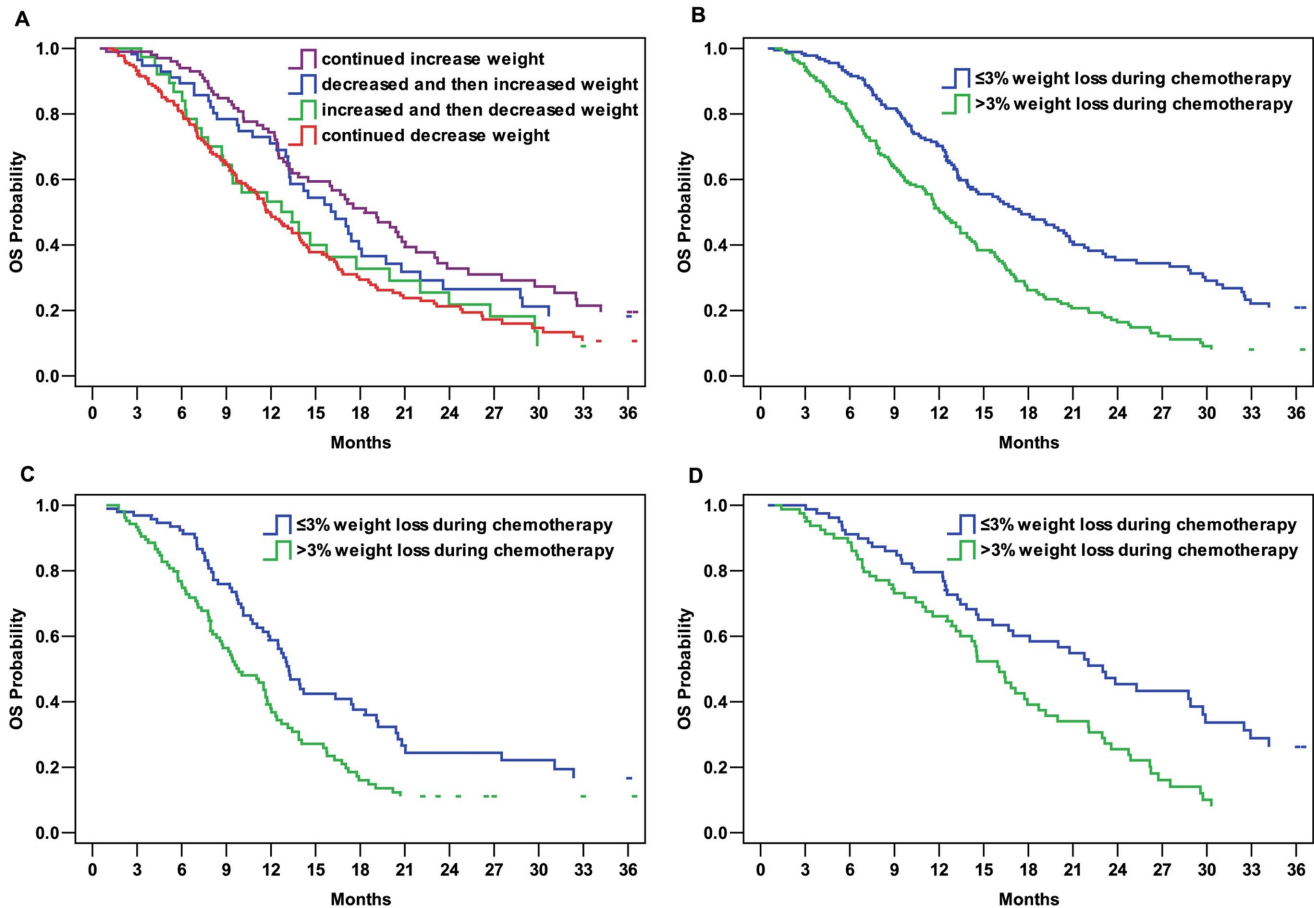 A
continued increase weight
decreased and then increased weight
increased and then decreased weight
continued decrease weight
OS Probability
1.0
0.8
0.6
0.4
0.2
0.0
0 3 6 9 12 15 18 21 24 27 30 33 36
Months
B
≤3% weight loss during chemotherapy
>3% weight loss during chemotherapy
OS Probability
1.0
0.8
0.6
0.4
0.2
0.0
0 3 6 9 12 15 18 21 24 27 30 33 36
Months
C
≤3% weight loss during chemotherapy
>3% weight loss during chemotherapy
OS Probability
1.0
0.8
0.6
0.4
0.2
0.0
0 3 6 9 12 15 18 21 24 27 30 33 36
Months
D
≤3% weight loss during chemotherapy
>3% weight loss during chemotherapy
OS Probability
1.0
0.8
0.6
0.4
0.2
0.0
0 3 6 9 12 15 18 21 24 27 30 33 36
Months